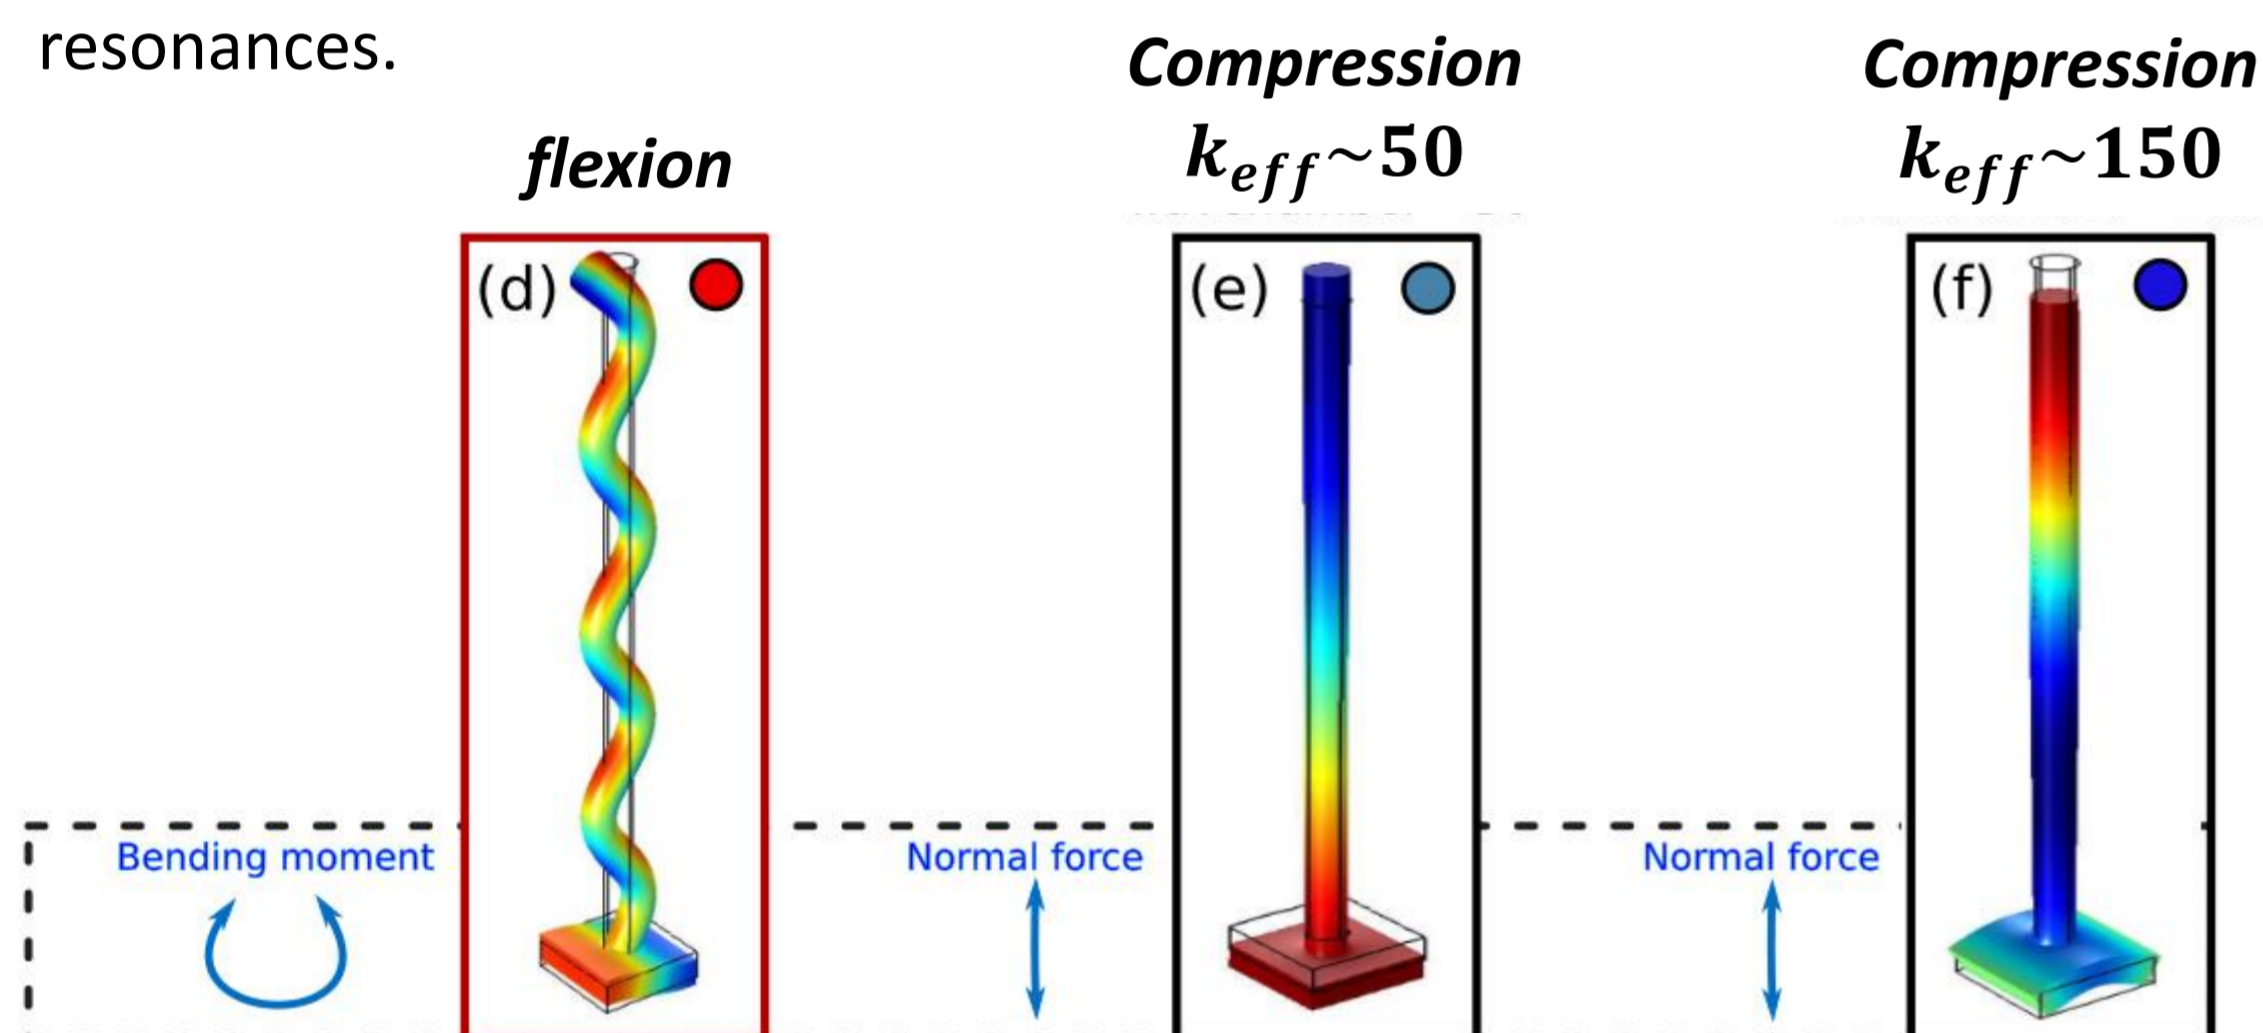 resonances.
flexion
Compression
k_eff~50
Compression
k_eff~150
(d)
(e)
(f)
Bending moment
Normal force
Normal force